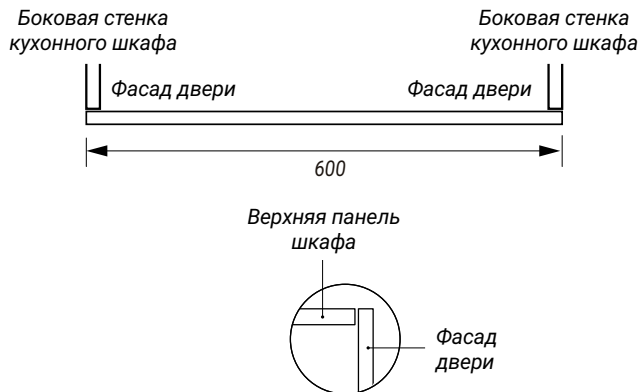 Боковая стенка
кухонного шкафа
Боковая стенка
кухонного шкафа
Фасад двери
Фасад двери
600
Верхняя панель
шкафа
Фасад
двери